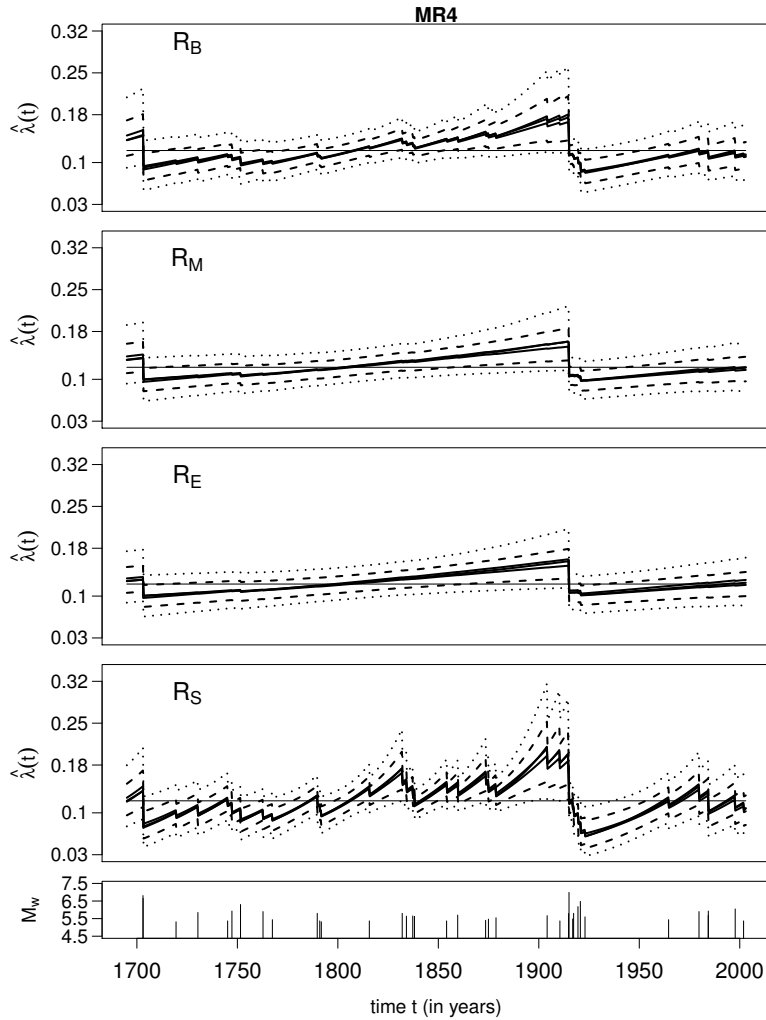 MR4
R_B
0.32
0.25
0.18
0.1
0.03
λ̂(t)
R_M
0.32
0.25
0.18
0.1
0.03
λ̂(t)
R_E
0.32
0.25
0.18
0.1
0.03
λ̂(t)
R_S
0.32
0.25
0.18
0.1
0.03
λ̂(t)
7.5
6.5
5.5
4.5
M_w
1700 1750 1800 1850 1900 1950 2000
time t (in years)